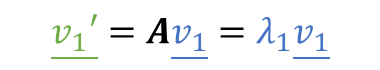 v₁′ = Av₁ = λ₁v₁